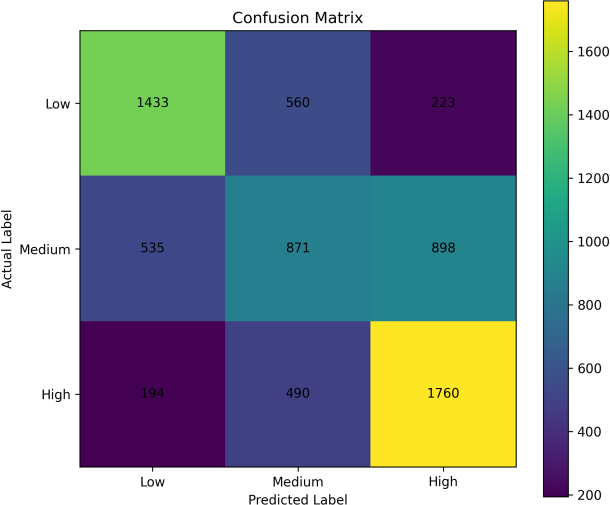 Confusion Matrix
Low 1433 560 223
Medium 535 871 898
High 194 490 1760
Low Medium High
Predicted Label
Actual Label
1600
1400
1200
1000
800
600
400
200